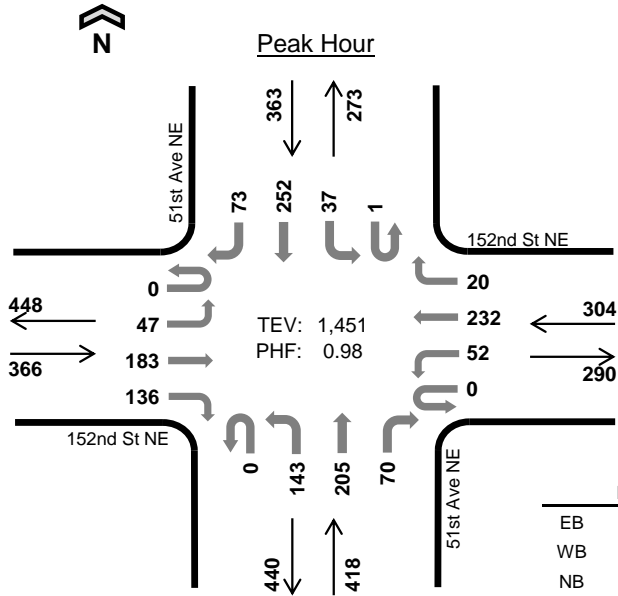 N
Peak Hour
363
273
51st Ave NE
73
252
37
1
152nd St NE
0
20
448
47
TEV: 1,451
232
304
183
PHF: 0.98
52
366
290
136
0
152nd St NE
0
143
205
70
51st Ave NE
EB
WB
440
418
NB